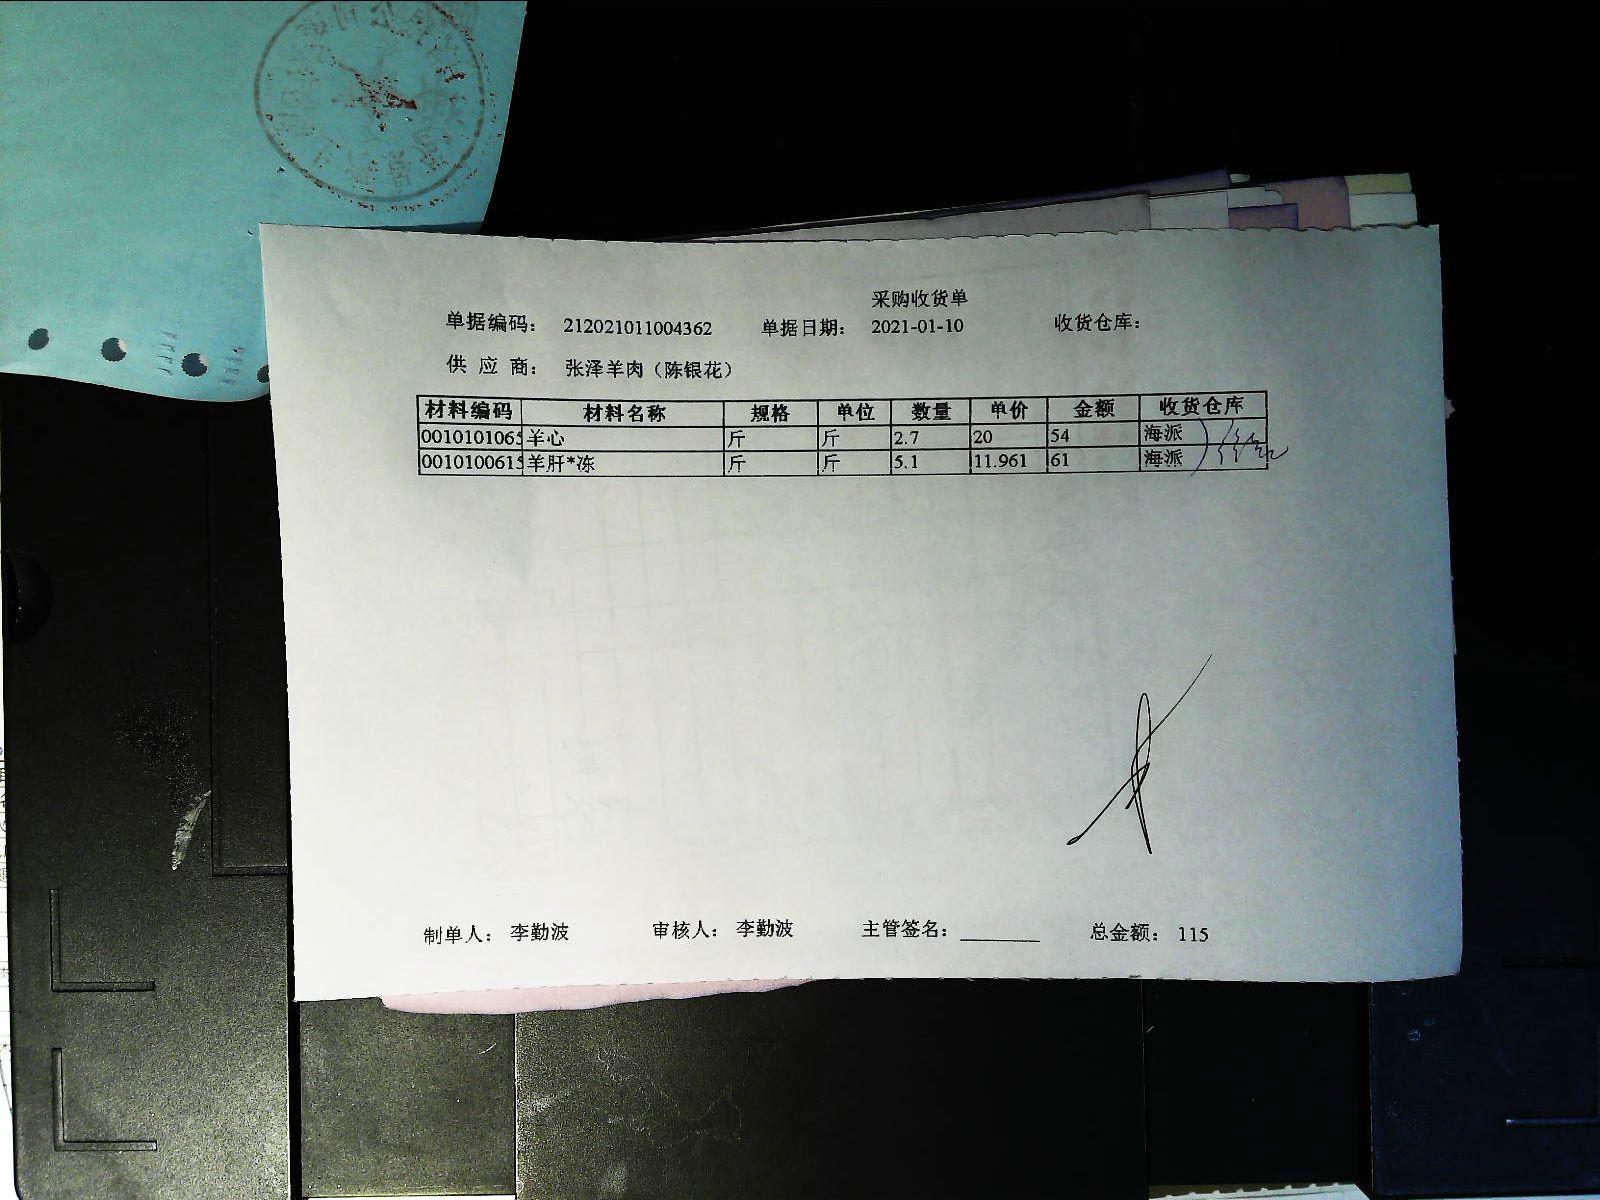 采购收货单
单据编码： 212021011004362 单据日期： 2021-01-10 收货仓库：
供 应 商： 张泽羊肉（陈银花）
材料编码 材料名称 规格 单位 数量 单价 金额 收货仓库
0010101065 羊心 斤 斤 2.7 20 54 海派
0010100615 羊肝*冻 斤 斤 5.1 11.961 61 海派
制单人： 李勤波 审核人： 李勤波 主管签名： 总金额： 115